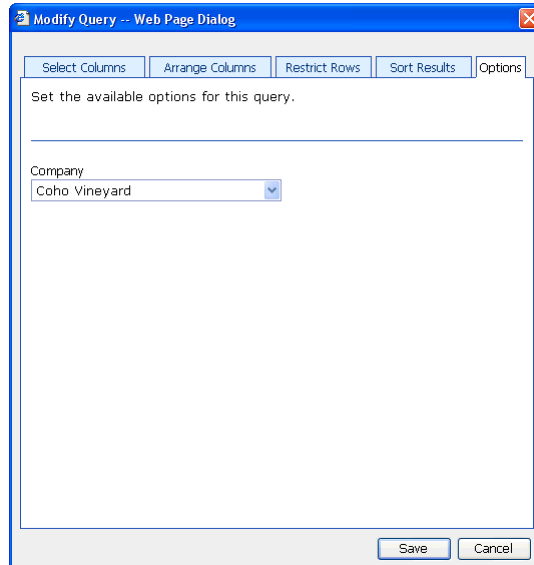 Modify Query -- Web Page Dialog
Select Columns Arrange Columns Restrict Rows Sort Results Options
Set the available options for this query.
Company
Coho Vineyard
Save Cancel